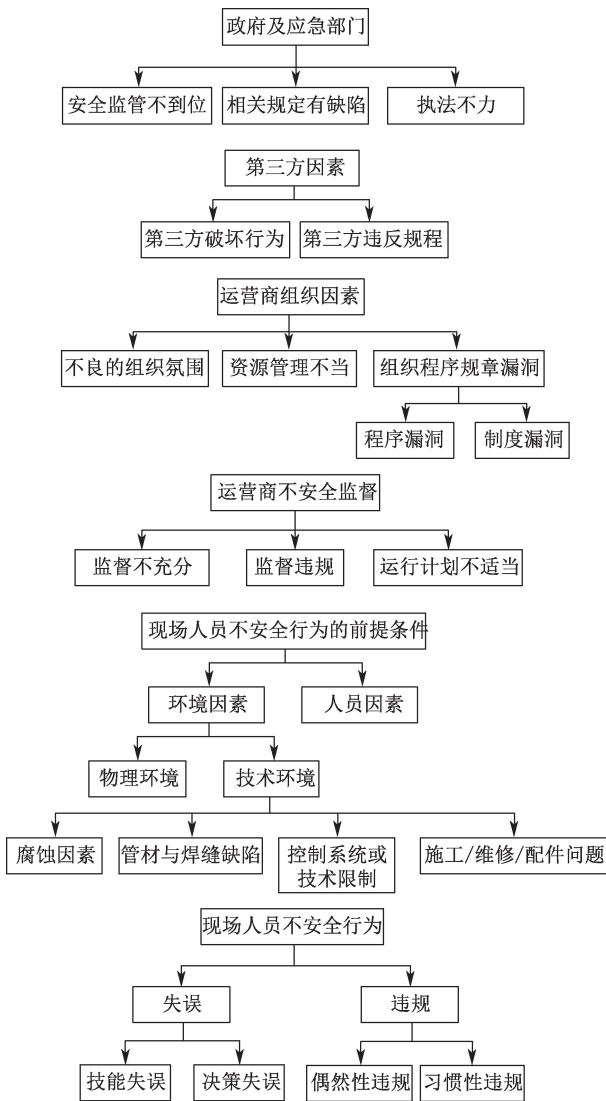 政府及应急部门
安全监管不到位 相关规定有缺陷 执法不力
第三方因素
第三方破坏行为 第三方违反规程
运营商组织因素
不良的组织氛围 资源管理不当 组织程序规章漏洞
程序漏洞 制度漏洞
运营商不安全监督
监督不充分 监督违规 运行计划不适当
现场人员不安全行为的前提条件
环境因素 人员因素
物理环境 技术环境
腐蚀因素 管材与焊缝缺陷 控制系统或 施工/维修/配件问题
技术限制
现场人员不安全行为
失误 违规
技能失误 决策失误 偶然性违规 习惯性违规